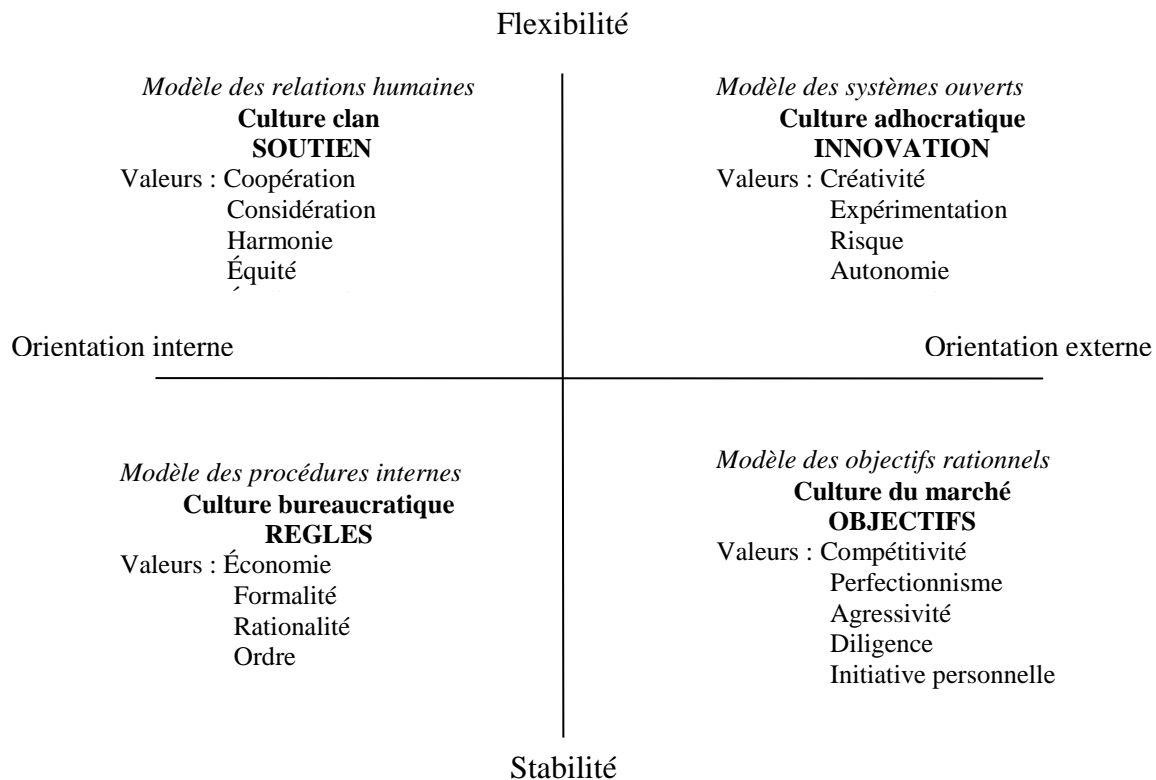 Flexibilité
Modèle des relations humaines
Culture clan
SOUTIEN
Valeurs : Coopération
Considération
Harmonie
Équité
Modèle des systèmes ouverts
Culture adhocratique
INNOVATION
Valeurs : Créativité
Expérimentation
Risque
Autonomie
Orientation interne
Orientation externe
Modèle des procédures internes
Culture bureaucratique
REGLES
Valeurs : Économie
Formalité
Rationalité
Ordre
Modèle des objectifs rationnels
Culture du marché
OBJECTIFS
Valeurs : Compétitivité
Perfectionnisme
Agressivité
Diligence
Initiative personnelle
Stabilité